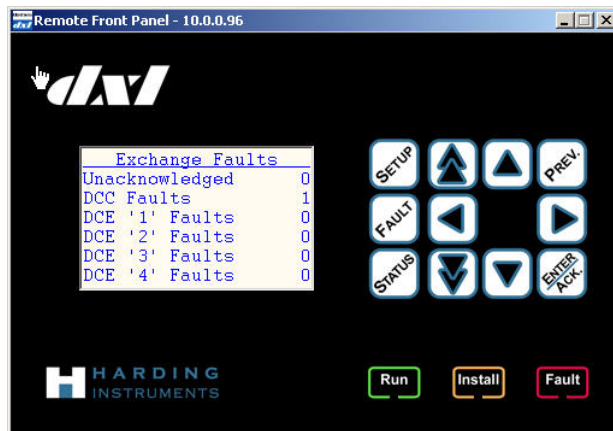 Remote Front Panel - 10.0.0.96
dxl
Exchange Faults
Unacknowledged 0
DCC Faults 1
DCE '1' Faults 0
DCE '2' Faults 0
DCE '3' Faults 0
DCE '4' Faults 0
SETUP
PREV.
FAULT
STATUS
ENTER
ACK.
HARDING
INSTRUMENTS
Run
Install
Fault